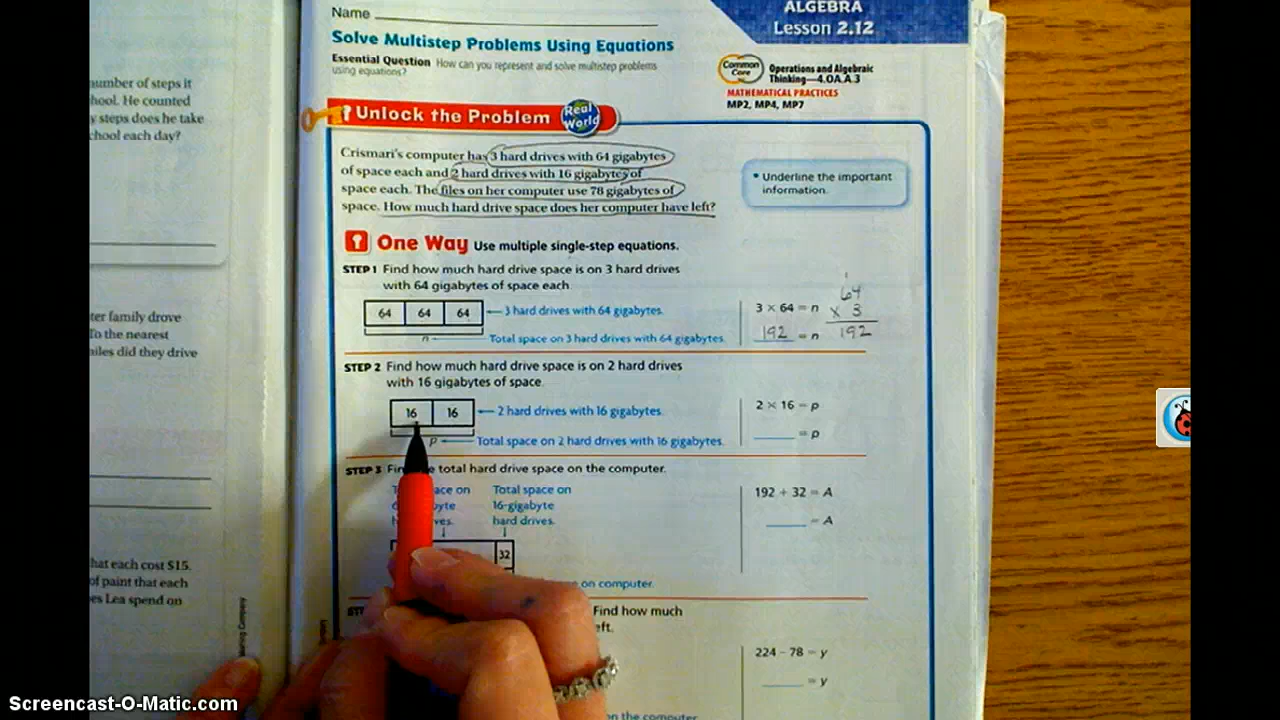 Name
ALGEBRA
Lesson 2.12
Solve Multistep Problems Using Equations
Essential Question How can you represent and solve multistep problems
using equations?
Common
Core
Operations and Algebraic
Thinking—4.OA.A.3
MATHEMATICAL PRACTICES
MP2, MP4, MP7
Unlock the Problem
Real
World
Crismari's computer has 3 hard drives with 64 gigabytes
of space each and 2 hard drives with 16 gigabytes of
space each. The files on her computer use 78 gigabytes of
space. How much hard drive space does her computer have left?
• Underline the important
information.
One Way Use multiple single-step equations.
STEP 1 Find how much hard drive space is on 3 hard drives
with 64 gigabytes of space each.
64 64 64
3 hard drives with 64 gigabytes.
n
Total space on 3 hard drives with 64 gigabytes.
3 × 64 = n
192 = n
1
64
x 3
192
STEP 2 Find how much hard drive space is on 2 hard drives
with 16 gigabytes of space.
16 16
2 hard drives with 16 gigabytes.
p
Total space on 2 hard drives with 16 gigabytes.
2 × 16 = p
= p
STEP 3 total hard drive space on the computer.
on
Total space on
16-gigabyte
hard drives.
32
on computer.
192 + 32 = A
= A
Find how much
224 - 78 = y
= y
on the computer
number of steps it
hool. He counted
y steps does he take
chool each day?
ter family drove
To the nearest
miles did they drive
hat each cost $15.
of paint that each
es Lea spend on
Screencast-O-Matic.com